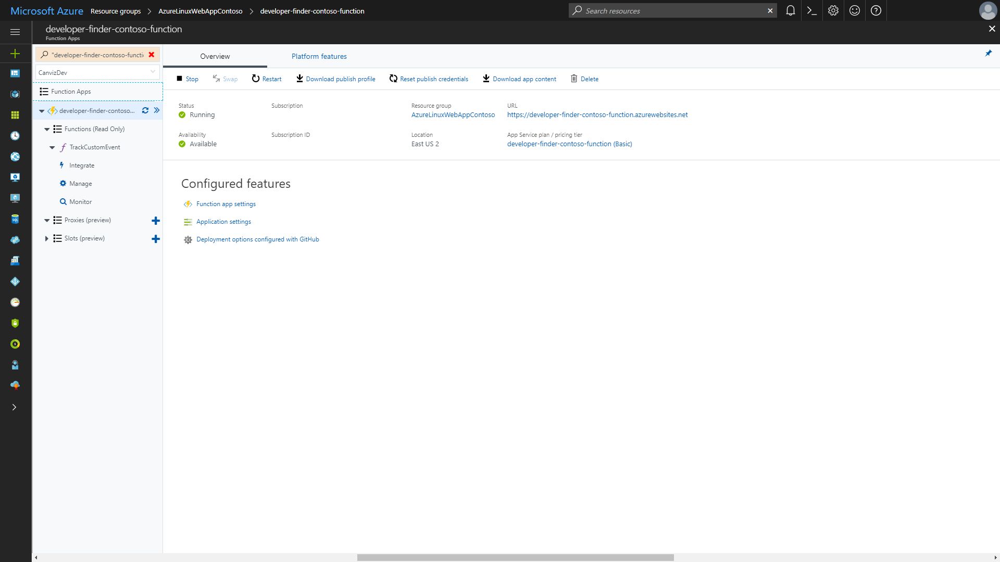 Microsoft Azure Resource groups AzureLinuxWebAppContoso developer-finder-contoso-function Search resources
developer-finder-contoso-function
Function Apps
"developer-finder-contoso-functi
CanvizDev
Function Apps
developer-finder-contoso...
Functions (Read Only)
TrackCustomEvent
Integrate
Manage
Monitor
Proxies (preview)
Slots (preview)
Overview Platform features
Stop Swap Restart Download publish profile Reset publish credentials Download app content Delete
Status Subscription Resource group URL
Running AzureLinuxWebAppContoso https://developer-finder-contoso-function.azurewebsites.net
Availability Subscription ID Location App Service plan / pricing tier
Available East US 2 developer-finder-contoso-function (Basic)
Configured features
Function app settings
Application settings
Deployment options configured with GitHub